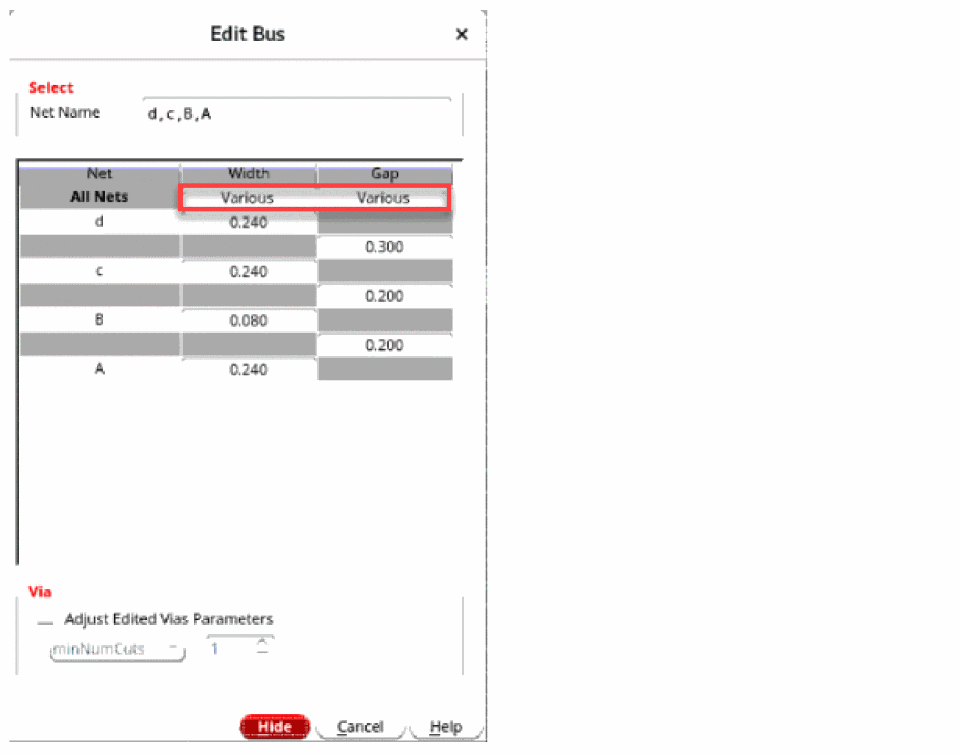 Edit Bus
Select
Net Name d,c,B,A
Net Width Gap
All Nets Various Various
d 0.240
0.300
c 0.240
0.200
B 0.080
0.200
A 0.240
Via
Adjust Edited Vias Parameters
minNumCuts 1
Hide Cancel Help